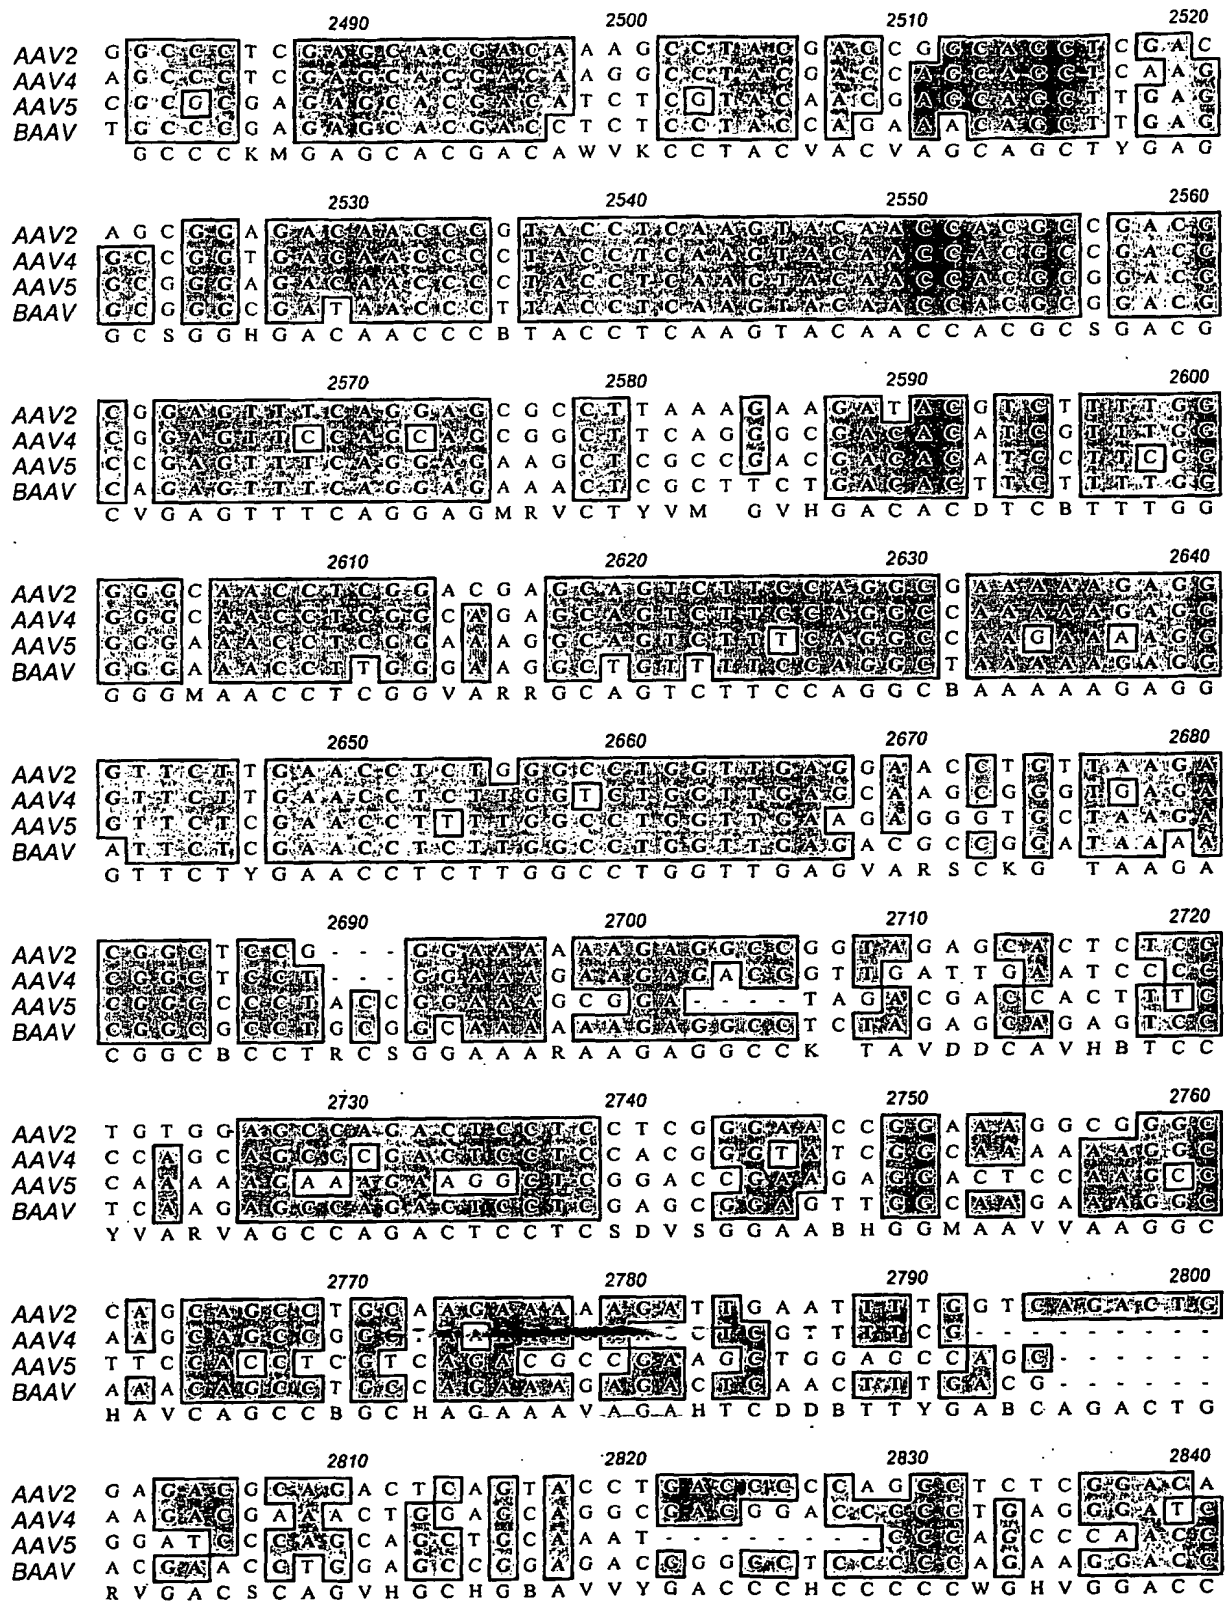 2490 2500 2510 2520
AAV2 G G C C C T C G A G C A C G A C A A A G C C T A C G A C C G G C A G C T C G A C
AAV4 A G C C G T C G A G C A C G A C A A G G C C T A C G A C C A G C A G C T C A A G
AAV5 C G C G C G A G A G C A C G A C A T C T C G T A C A A C G A G C A G C T T G A G
BAAV T G C C C G A G A G C A C G A C C T C T C C T A C C A G A A A C A G C T T G A G
G C C C K M G A G C A C G A C A W V K C C T A C V A C V A G C A G C T Y G A G
2530 2540 2550 2560
AAV2 A G C G G A G A C A A C C C G T A C C T C A A G T A C A A C C A C G C C G A C G
AAV4 G C C G G T G A C A A C C C C T A C C T C A A G T A C A A C C A C G C C G A C G
AAV5 G C G G G A G A C A A C C C C T A C C T C A A G T A C A A C C A C G C G G A C G
BAAV G C G G G C G A T A A C C C T T A C C T C A A G T A C A A C C A C G C G G A C G
G C S G G H G A C A A C C C B T A C C T C A A G T A C A A C C A C G C S G A C G
2570 2580 2590 2600
AAV2 C G G A G T T T C A G G A G C G C C T T A A A G A A G A T A C G T C T T T T G G
AAV4 C G G A G T T C C A G C A G C G G C T T C A G G G C G A C A C A T C G T T T G G
AAV5 C C G A G T T T C A G G A G A A G C T C G C C G A C G A C A C A T C C T T C G G
BAAV C A G A G T T T C A G G A G A A A C T C G C T T C T G A C A C T T C T T T T G G
C V G A G T T T C A G G A G M R V C T Y V M G V H G A C A C D T C B T T T G G
2610 2620 2630 2640
AAV2 G G G C A A C C T C G G A C G A G C A G T C T T C C A G G C G A A A A A G A G G
AAV4 G G G C A A C C T C G G C A G A G C A G T C T T C C A G G C C A A A A A G A G G
AAV5 G G G A A A C C T C G G A A A G G C A G T C T T T C A G G C C A A G A A A A G G
BAAV G G G A A A C C T T G G G A A G G C T G T T T T C C A G G C T A A A A A G A G G
G G G M A A C C T C G G V A R R G C A G T C T T C C A G G C B A A A A A G A G G
2650 2660 2670 2680
AAV2 G T T C T T G A A C C T C T G G G C C T G G T T G A G G A A C C T G T T A A G A
AAV4 G T T C T T G A A C C T C T T G G T C T G G T T G A G C A A G C G G G T G A G A
AAV5 G T T C T C G A A C C T T T T G G C C T G G T T G A A G A G G G T G C T A A G A
BAAV A T T C T C G A A C C T C T T G G C C T G G T T G A G A C G C C G G A T A A A A
G T T C T Y G A A C C T C T T G G C C T G G T T G A G V A R S C K G T A A G A
2690 2700 2710 2720
AAV2 C G G C T C C G - - - G G A A A A A A G A G G C C G G T A G A G C A C T C T C C
AAV4 C G G C T C C T - - - G G A A A G A A G A G A C C G T T G A T T G A A T C C C C
AAV5 C G G C C C C T A C C G G A A A G C G G A - - - - T A G A C G A C C A C T T T C
BAAV C G G C G C C T G C G G C A A A A A A G A G G C C T C T A G A G C A G A G T C C
C G G C B C C T R C S G G A A A R A A G A G G C C K T A V D D C A V H B T C C
2730 2740 2750 2760
AAV2 T G T G G A G C C A G A C T C C T C C T C G G G A A C C G G A A A G G C G G G C
AAV4 C C A G C A G C C C G A C T C C T C C A C G G G T A T C G G C A A A A A A G G C
AAV5 C A A A A A G A A A G A A G G C T C G G A C C G A A G A G G A C T C C A A G C C
BAAV T C A A G A G C C A G A C T C C T C G A G C G G A G T T G G C A A G A A A G G C
Y V A R V A G C C A G A C T C C T C S D V S G G A A B H G G M A A V V A A G G C
2770 2780 2790 2800
AAV2 C A G C A G C C T G C A A G A A A A A G A T T G A A T T T T G G T C A G A C T G
AAV5 T T C G A C C T C G T C A G A C G C C G A A G C T G G A G C C A G C - - - - - -
BAAV A A A C A G C C T G C C A G A A A G A G A C T C A A C T T T G A C G - - - - - -
H A V C A G C C B G C H A G A A A V A G A H T C D D B T T Y G A B C A G A C T G
2810 2820 2830 2840
AAV2 G A G A C G C A G A C T C A G T A C C T G A C C C C C A G C C T C T C G G A C A
AAV4 A A G A C G A A A C T G G A G C A G G C G A C G G A C C C C C T G A G G G A T C
AAV5 G G A T C C C A G C A G C T G C A A A T - - - - - - - - C C C A G C C C A A C C
BAAV A C G A A C G T G G A G C C G G A G A C G G G C C T C C C C C A G A A G G A C C
R V G A C S C A G V H G C H G B A V V Y G A C C C H C C C C C W G H V G G A C C